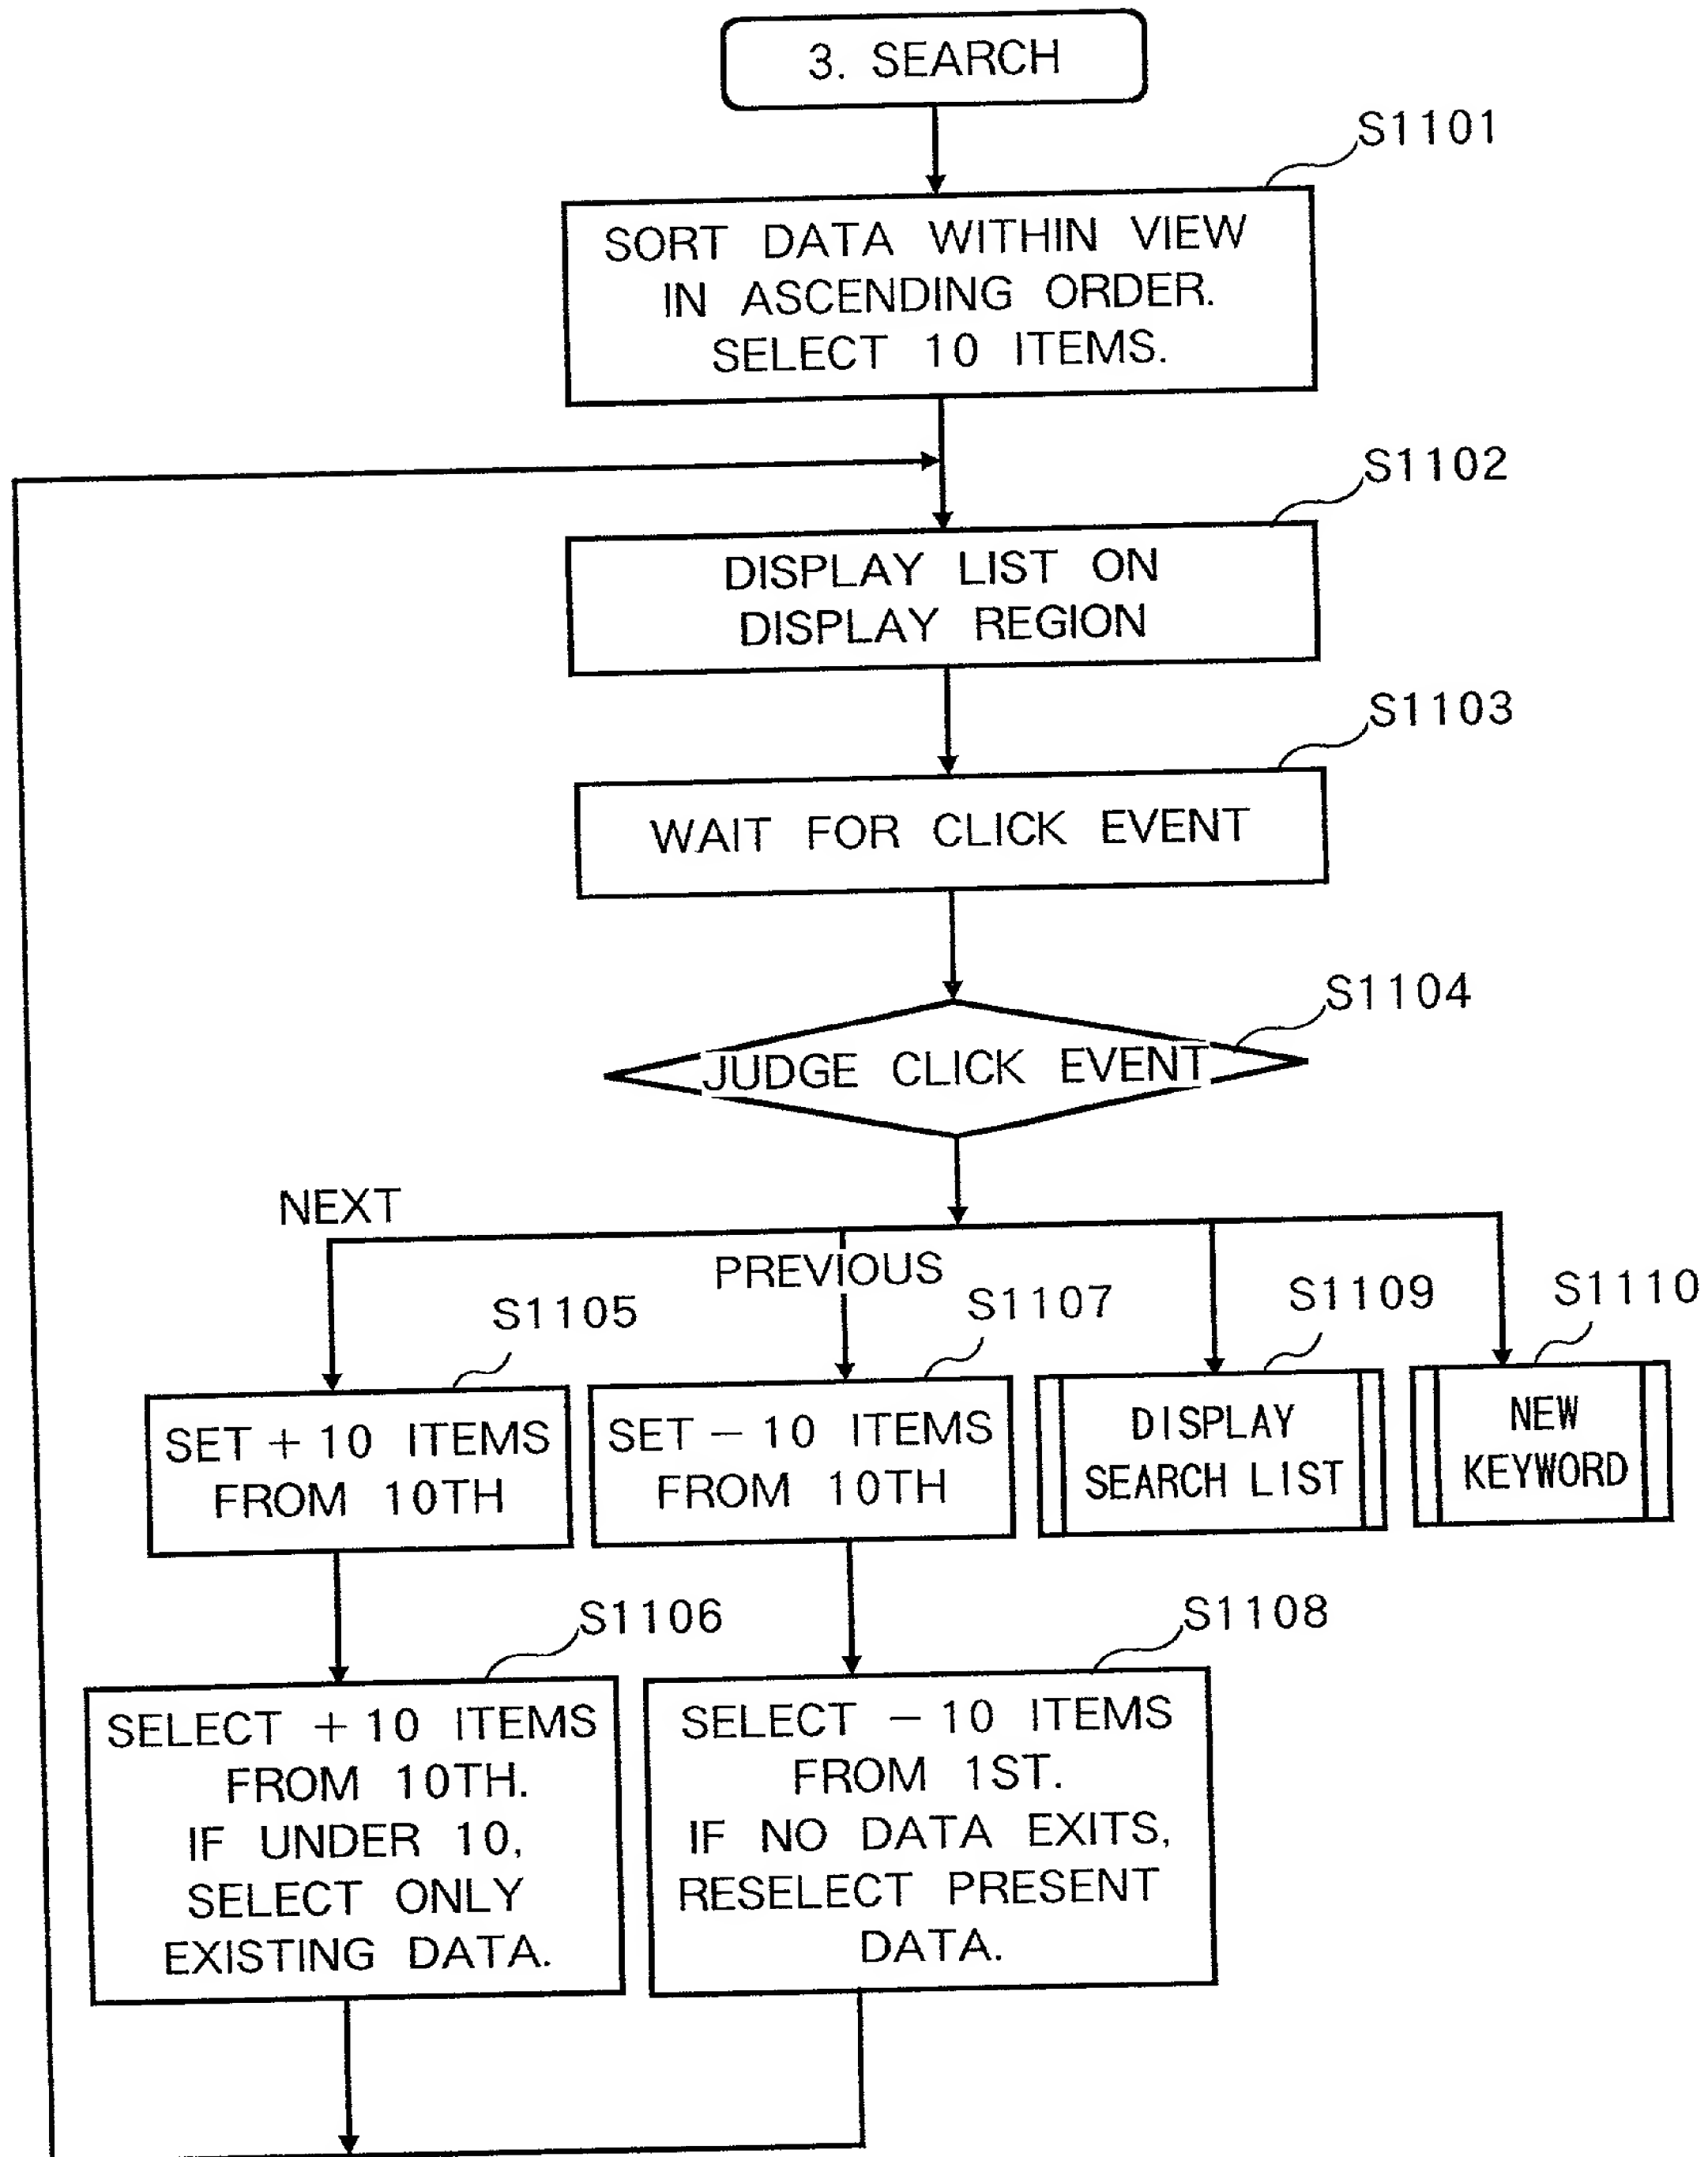 3. SEARCH
S1101
SORT DATA WITHIN VIEW
IN ASCENDING ORDER.
SELECT 10 ITEMS.
S1102
DISPLAY LIST ON
DISPLAY REGION
S1103
WAIT FOR CLICK EVENT
S1104
JUDGE CLICK EVENT
NEXT
PREVIOUS
S1105
SET + 10 ITEMS
FROM 10TH
S1107
SET - 10 ITEMS
FROM 10TH
S1109
DISPLAY
SEARCH LIST
S1110
NEW
KEYWORD
S1106
SELECT + 10 ITEMS
FROM 10TH.
IF UNDER 10,
SELECT ONLY
EXISTING DATA.
S1108
SELECT - 10 ITEMS
FROM 1ST.
IF NO DATA EXITS,
RESELECT PRESENT
DATA.